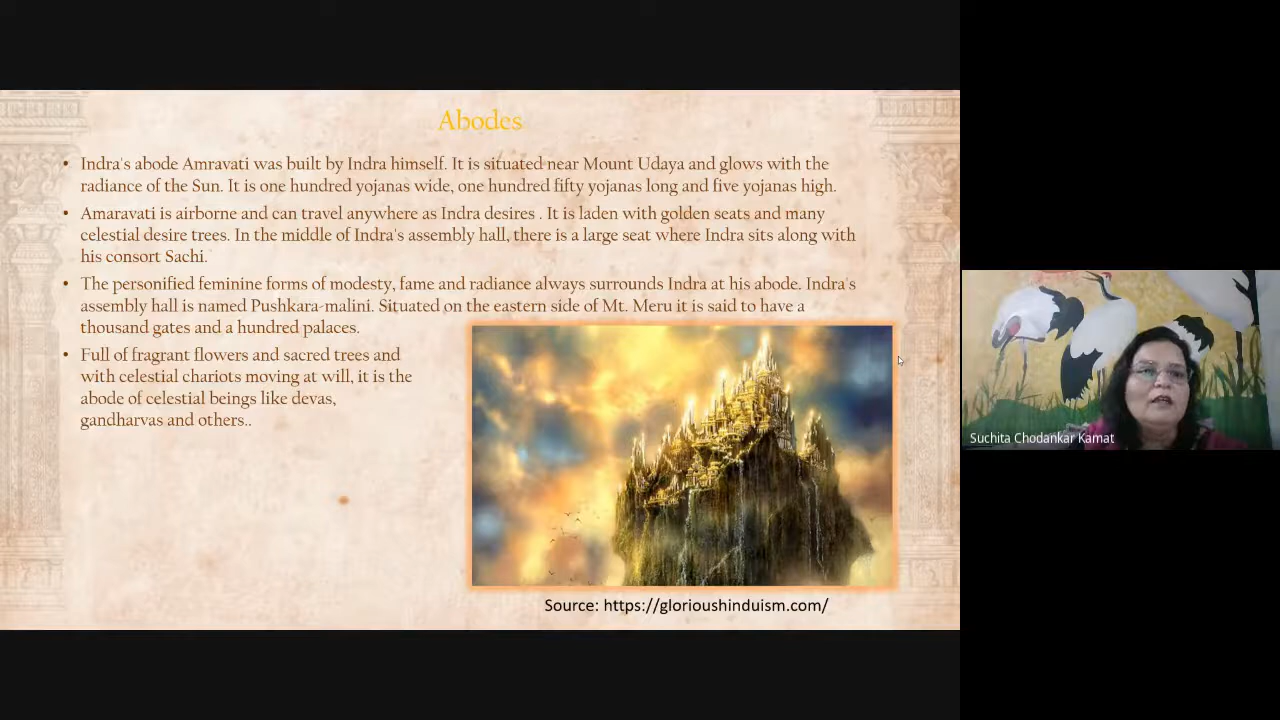 Abodes
• Indra's abode Amravati was built by Indra himself. It is situated near Mount Udaya and glows with the
radiance of the Sun. It is one hundred yojanas wide, one hundred fifty yojanas long and five yojanas high.
• Amaravati is airborne and can travel anywhere as Indra desires . It is laden with golden seats and many
celestial desire trees. In the middle of Indra's assembly hall, there is a large seat where Indra sits along with
his consort Sachi.
• The personified feminine forms of modesty, fame and radiance always surrounds Indra at his abode. Indra's
assembly hall is named Pushkara-malini. Situated on the eastern side of Mt. Meru it is said to have a
thousand gates and a hundred palaces.
• Full of fragrant flowers and sacred trees and
with celestial chariots moving at will, it is the
abode of celestial beings like devas,
gandharvas and others..
Source: https://glorioushinduism.com/
Suchita Chodankar Kamat